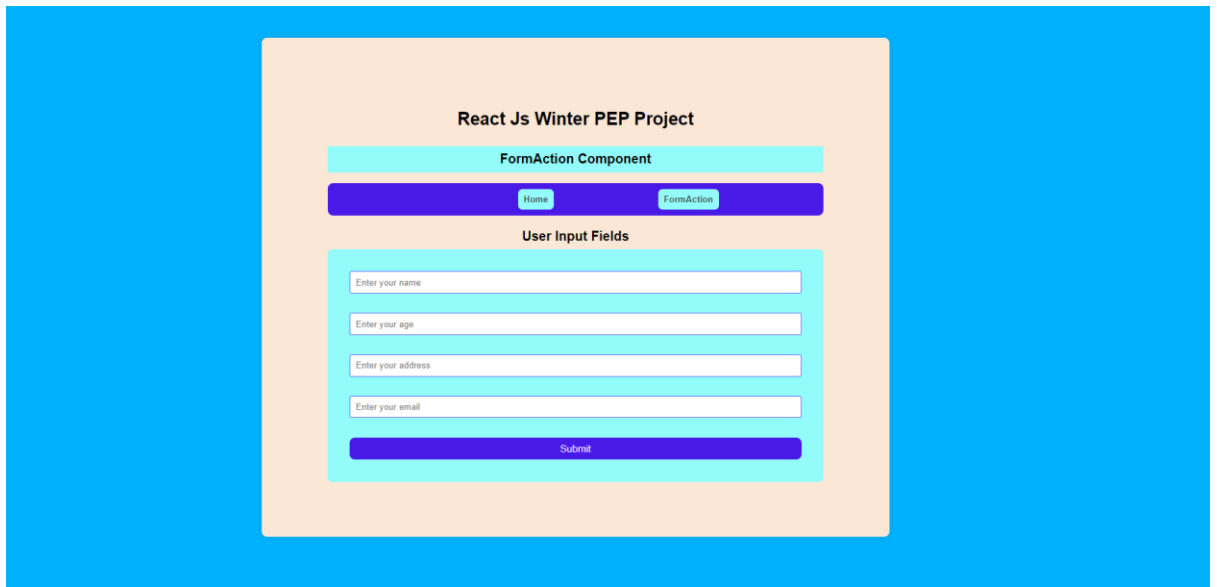 React Js Winter PEP Project
FormAction Component
Home FormAction
User Input Fields
Enter your name
Enter your age
Enter your address
Enter your email
Submit